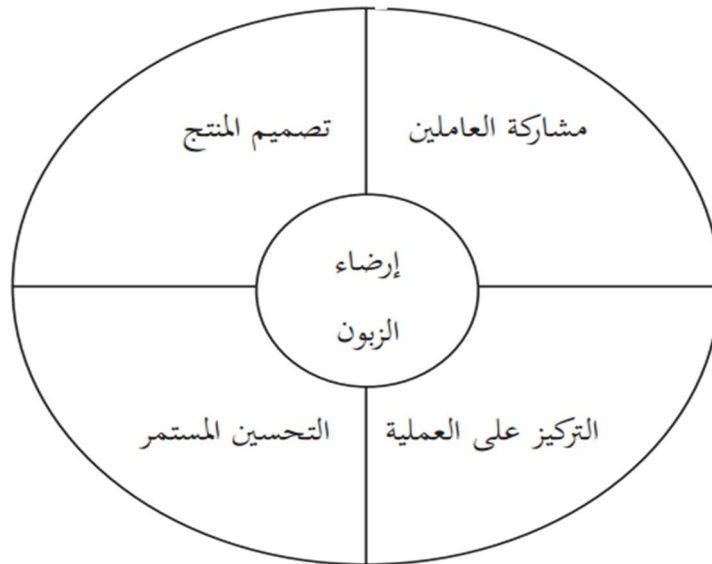 مشاركة العاملين
تصميم المنتج
إرضاء
الزبون
التركيز على العملية
التحسين المستمر